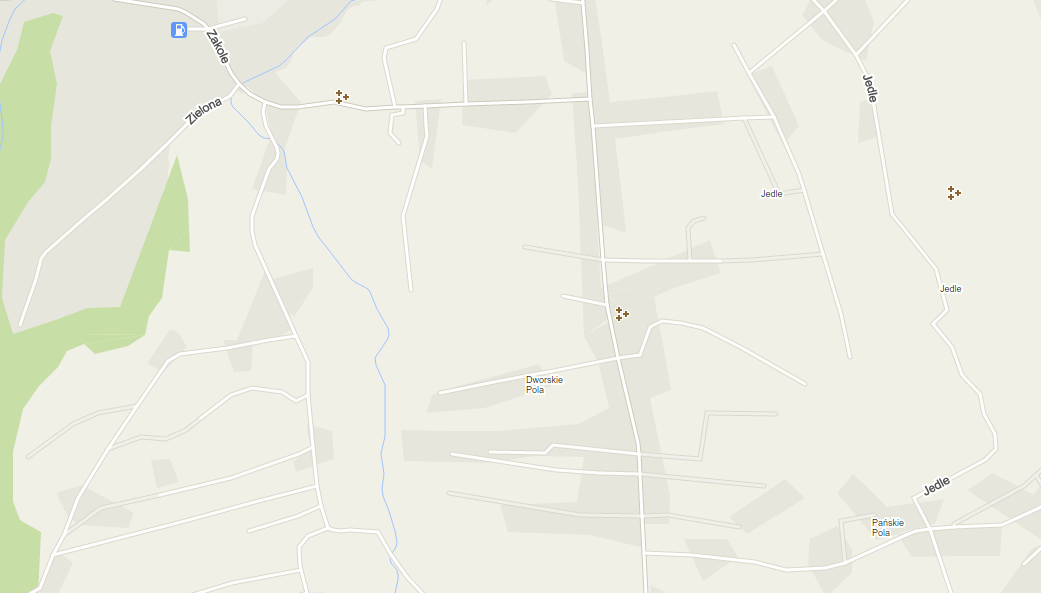 Zakole
Zielona
Jedle
Jedle
Jedle
Dworskie
Pola
Jedle
Pańskie
Pola